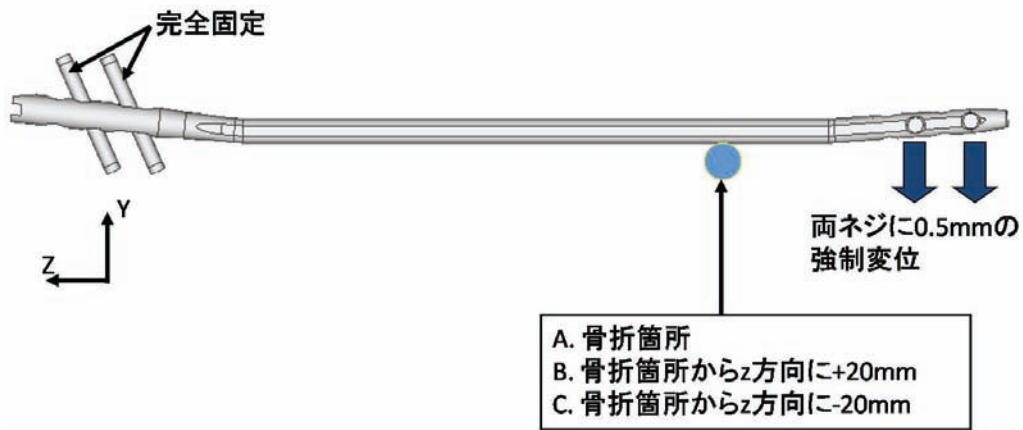 完全固定
Y
Z
両ネジに0.5mmの
強制変位
A. 骨折箇所
B. 骨折箇所からz方向に+20mm
C. 骨折箇所からz方向に-20mm